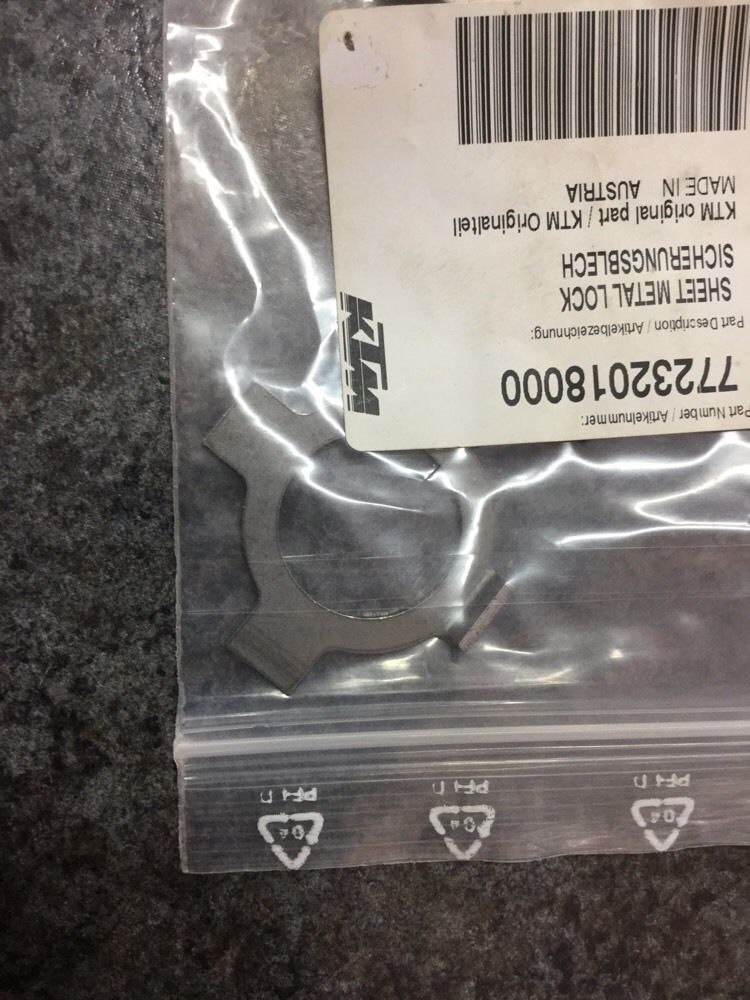 Part Number / Artikelnummer:
77232018000
Part Description / Artikelbezeichnung:
SHEET METAL LOCK
SICHERUNGSBLECH
KTM original part / KTM Originalteil
MADE IN AUSTRIA
KTM